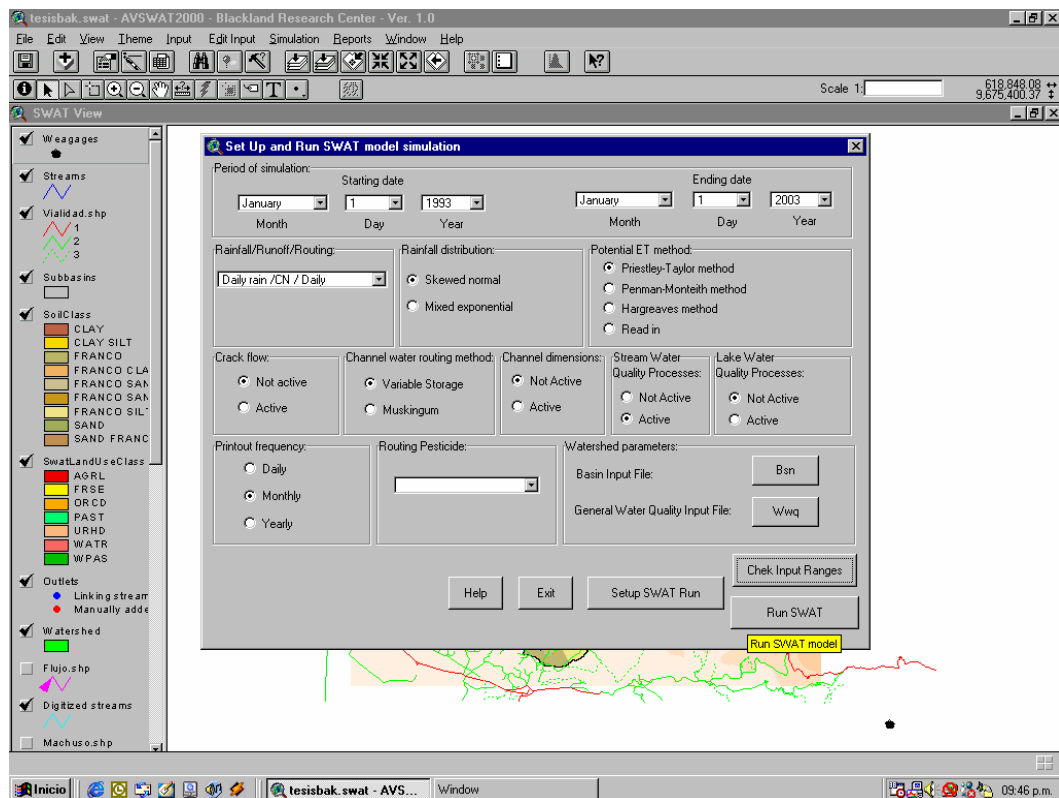 tesisbak.swat - AVSWAT2000 - Blackland Research Center - Ver. 1.0
File Edit View Theme Input Edit Input Simulation Reports Window Help
Scale 1:
618,848.08
9,675,400.37
SWAT View
Weagages
Streams
Vialidad.shp
1
2
3
Subbasins
SoilClass
CLAY
CLAY SILT
FRANCO
FRANCO CLA
FRANCO SAN
FRANCO SAN
FRANCO SIL
SAND
SAND FRANC
SwatLandUseClass
AGRL
FRSE
ORCD
PAST
URHD
WATR
WPAS
Outlets
Linking stream
Manually adde
Watershed
Flujo.shp
Digitized streams
Machuso.shp
Set Up and Run SWAT model simulation
Period of simulation:
Starting date
Ending date
January 1 1993
January 1 2003
Month Day Year
Month Day Year
Rainfall/Runoff/Routing:
Daily rain /CN / Daily
Rainfall distribution:
Skewed normal
Mixed exponential
Potential ET method:
Priestley-Taylor method
Penman-Monteith method
Hargreaves method
Read in
Crack flow:
Not active
Active
Channel water routing method:
Variable Storage
Muskingum
Channel dimensions:
Not Active
Active
Stream Water
Quality Processes:
Not Active
Active
Lake Water
Quality Processes:
Not Active
Active
Printout frequency:
Daily
Monthly
Yearly
Routing Pesticide:
Watershed parameters:
Basin Input File:
Bsn
General Water Quality Input File:
Wwq
Chek Input Ranges
Help
Exit
Setup SWAT Run
Run SWAT
Run SWAT model
Inicio
tesisbak.swat - AVS...
Window
09:46 p.m.